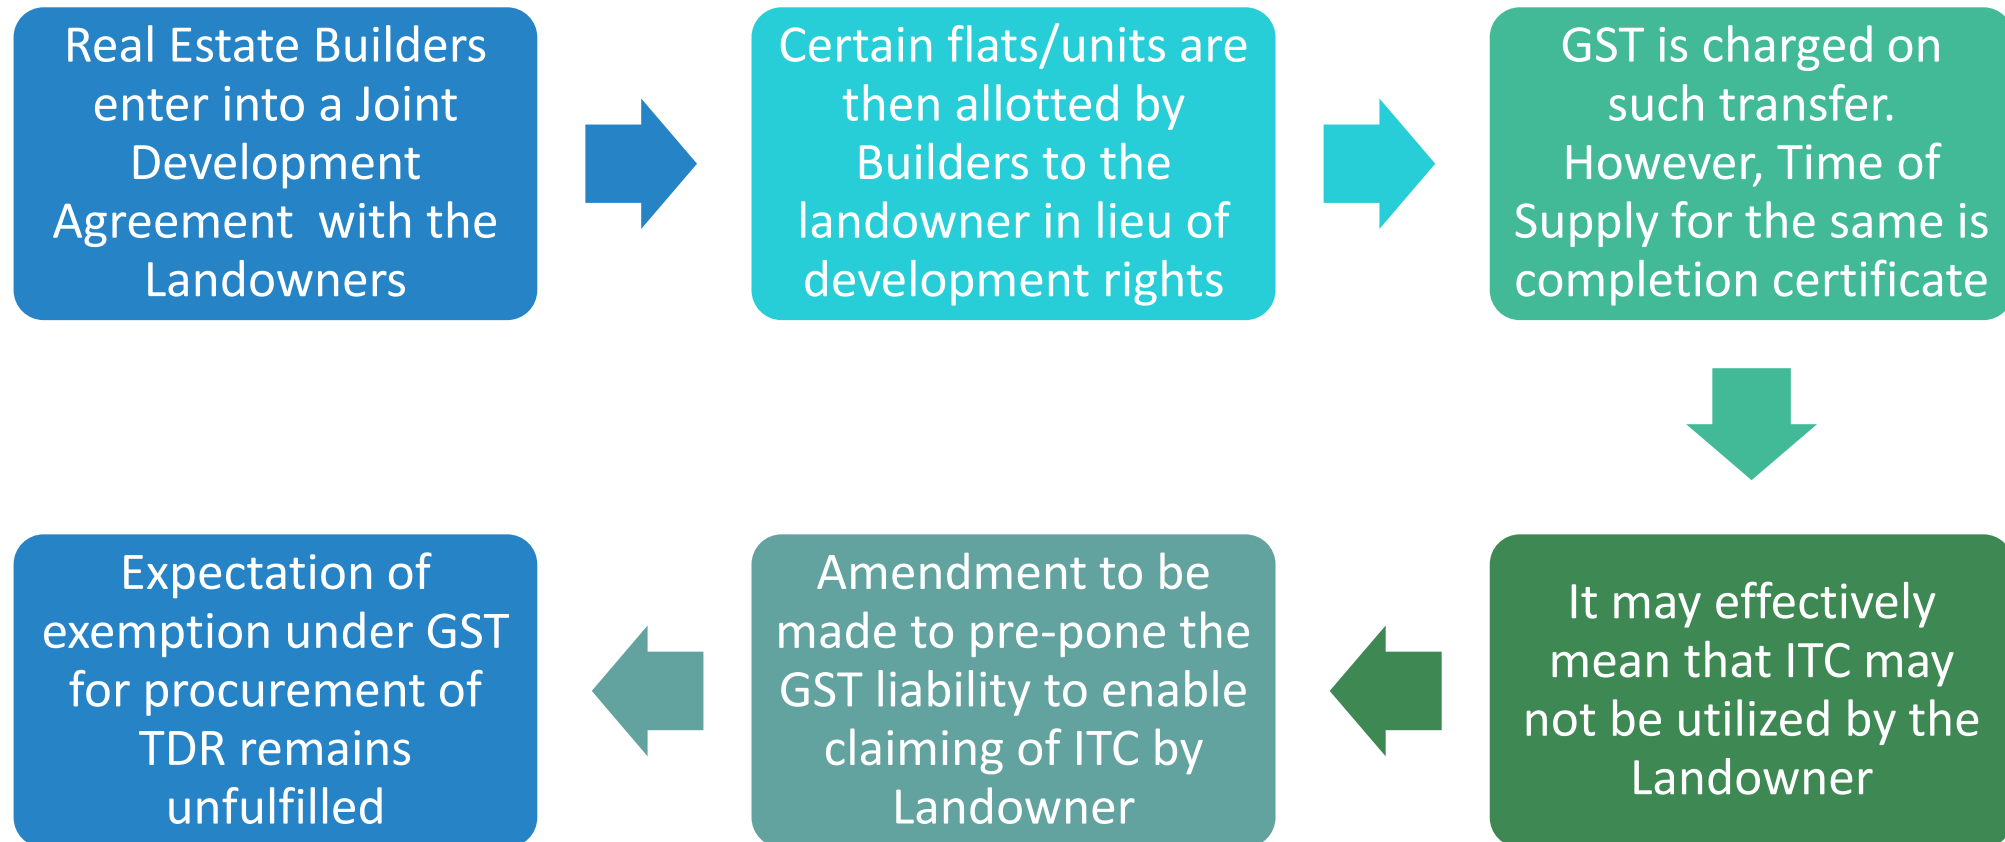 Real Estate Builders
enter into a Joint
Development
Agreement with the
Landowners
Certain flats/units are
then allotted by
Builders to the
landowner in lieu of
development rights
GST is charged on
such transfer.
However, Time of
Supply for the same is
completion certificate
It may effectively
mean that ITC may
not be utilized by the
Landowner
Amendment to be
made to pre-pone the
GST liability to enable
claiming of ITC by
Landowner
Expectation of
exemption under GST
for procurement of
TDR remains
unfulfilled